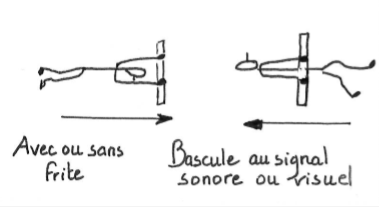 Avec ou sans
frite
Bascule au signal
sonore ou visuel